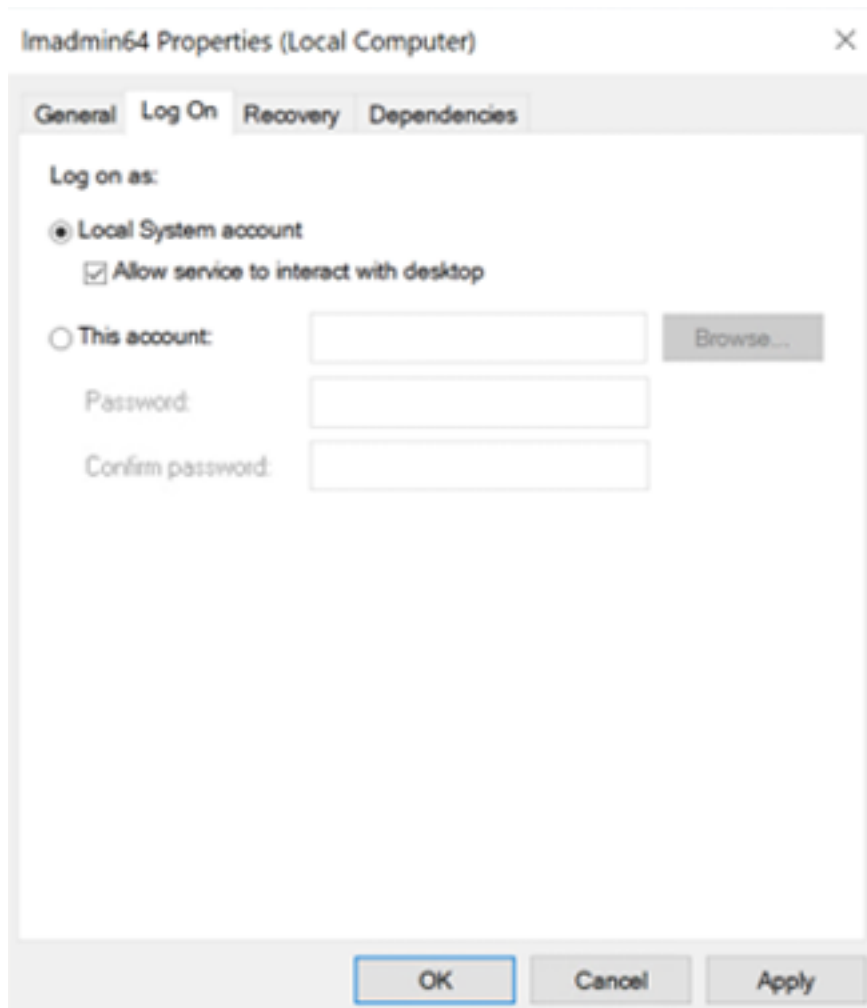 lmadmin64 Properties (Local Computer)
General Log On Recovery Dependencies
Log on as:
Local System account
Allow service to interact with desktop
This account:
Browse...
Password:
Confirm password:
OK Cancel Apply